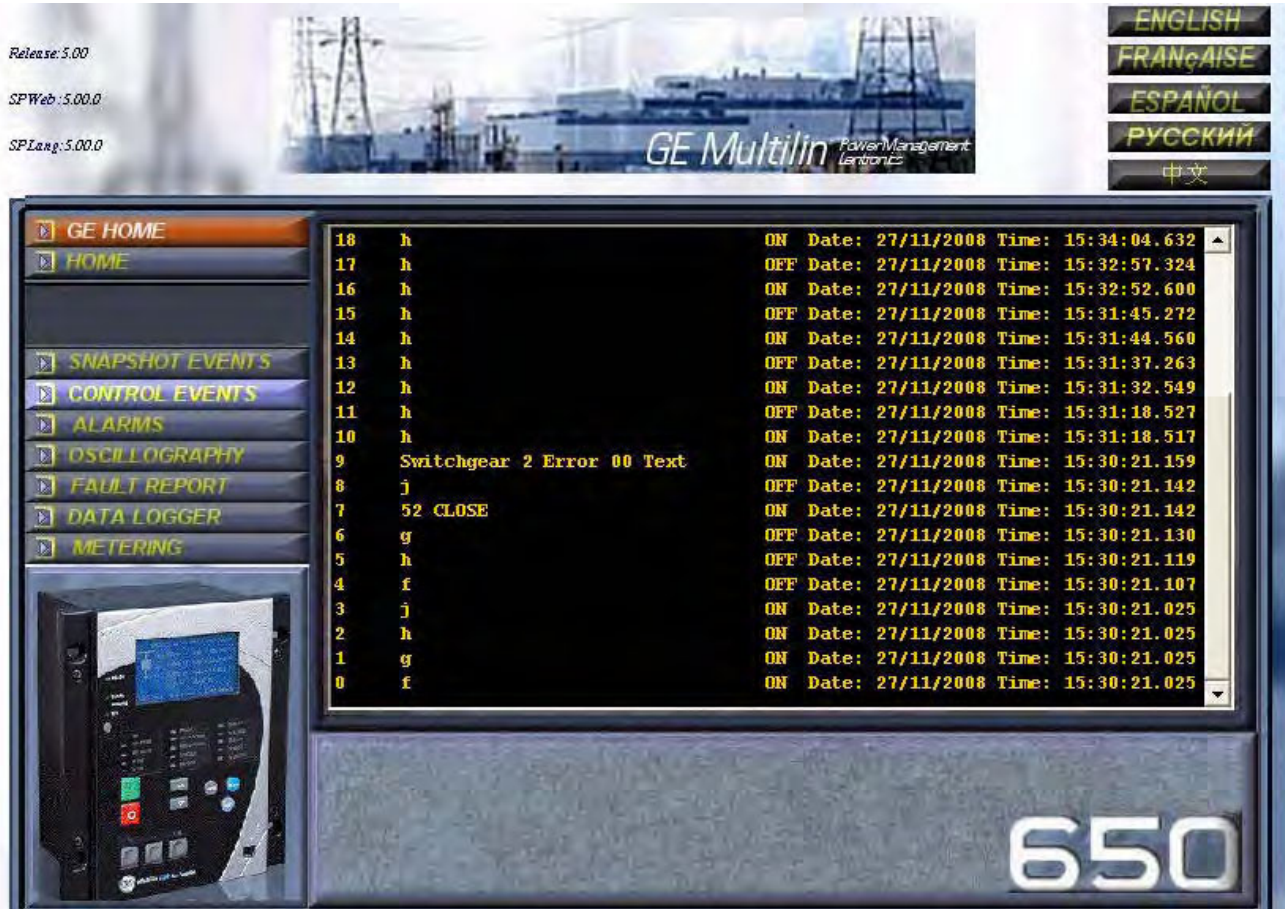 Release:5.00
SPWeb:5.00.0
SPLang:5.00.0
GE Multilin PowerManagement
Lentronics
ENGLISH
FRANçAISE
ESPAÑOL
РУССКИЙ
中文
GE HOME
HOME
SNAPSHOT EVENTS
CONTROL EVENTS
ALARMS
OSCILLOGRAPHY
FAULT REPORT
DATA LOGGER
METERING
18 h ON Date: 27/11/2008 Time: 15:34:04.632
17 h OFF Date: 27/11/2008 Time: 15:32:57.324
16 h ON Date: 27/11/2008 Time: 15:32:52.600
15 h OFF Date: 27/11/2008 Time: 15:31:45.272
14 h ON Date: 27/11/2008 Time: 15:31:44.560
13 h OFF Date: 27/11/2008 Time: 15:31:37.263
12 h ON Date: 27/11/2008 Time: 15:31:32.549
11 h OFF Date: 27/11/2008 Time: 15:31:18.527
10 h ON Date: 27/11/2008 Time: 15:31:18.517
9 Switchgear 2 Error 00 Text ON Date: 27/11/2008 Time: 15:30:21.159
8 j OFF Date: 27/11/2008 Time: 15:30:21.142
7 52 CLOSE ON Date: 27/11/2008 Time: 15:30:21.142
6 g OFF Date: 27/11/2008 Time: 15:30:21.130
5 h OFF Date: 27/11/2008 Time: 15:30:21.119
4 f OFF Date: 27/11/2008 Time: 15:30:21.107
3 j ON Date: 27/11/2008 Time: 15:30:21.025
2 h ON Date: 27/11/2008 Time: 15:30:21.025
1 g ON Date: 27/11/2008 Time: 15:30:21.025
0 f ON Date: 27/11/2008 Time: 15:30:21.025
650